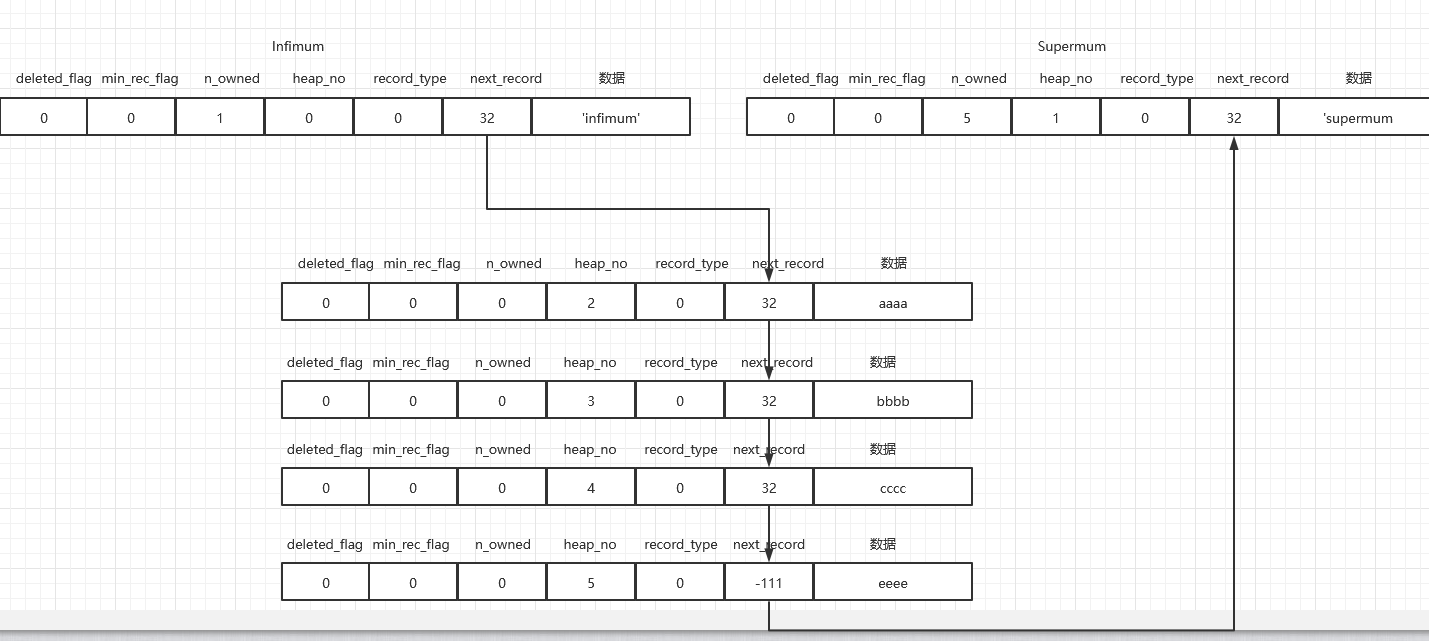 Infimum
Supermum
deleted_flag min_rec_flag n_owned heap_no record_type next_record 数据
deleted_flag min_rec_flag n_owned heap_no record_type next_record 数据
0 0 1 0 0 32 'infimum'
0 0 5 1 0 32 'supermum
deleted_flag min_rec_flag n_owned heap_no record_type next_record 数据
0 0 0 2 0 32 aaaa
deleted_flag min_rec_flag n_owned heap_no record_type next_record 数据
0 0 0 3 0 32 bbbb
deleted_flag min_rec_flag n_owned heap_no record_type next_record 数据
0 0 0 4 0 32 cccc
deleted_flag min_rec_flag n_owned heap_no record_type next_record 数据
0 0 0 5 0 -111 eeee